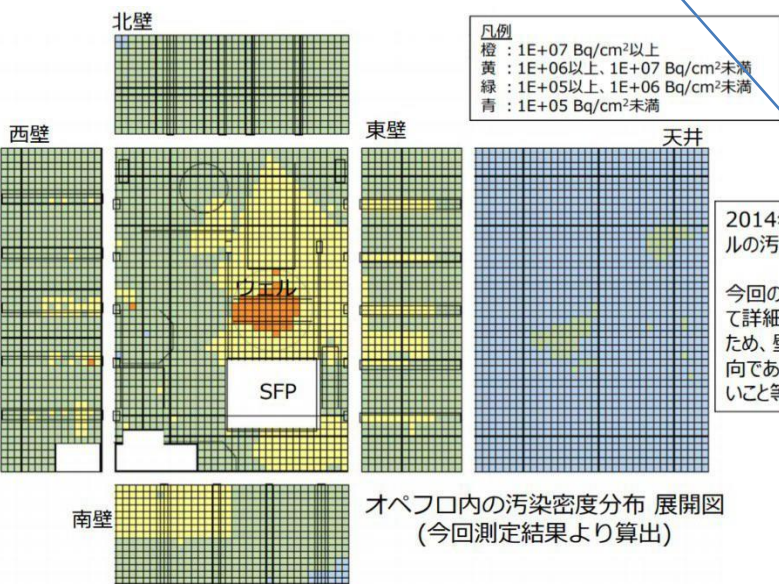 北壁
凡例
橙 : 1E+07 Bq/cm²以上
黄 : 1E+06以上、1E+07 Bq/cm²未満
緑 : 1E+05以上、1E+06 Bq/cm²未満
青 : 1E+05 Bq/cm²未満
西壁
東壁
天井
ウェル
SFP
2014
ルの汚
今回の
て詳細
ため、壁
向であ
いこと等
南壁
オペフロ内の汚染密度分布 展開図
(今回測定結果より算出)